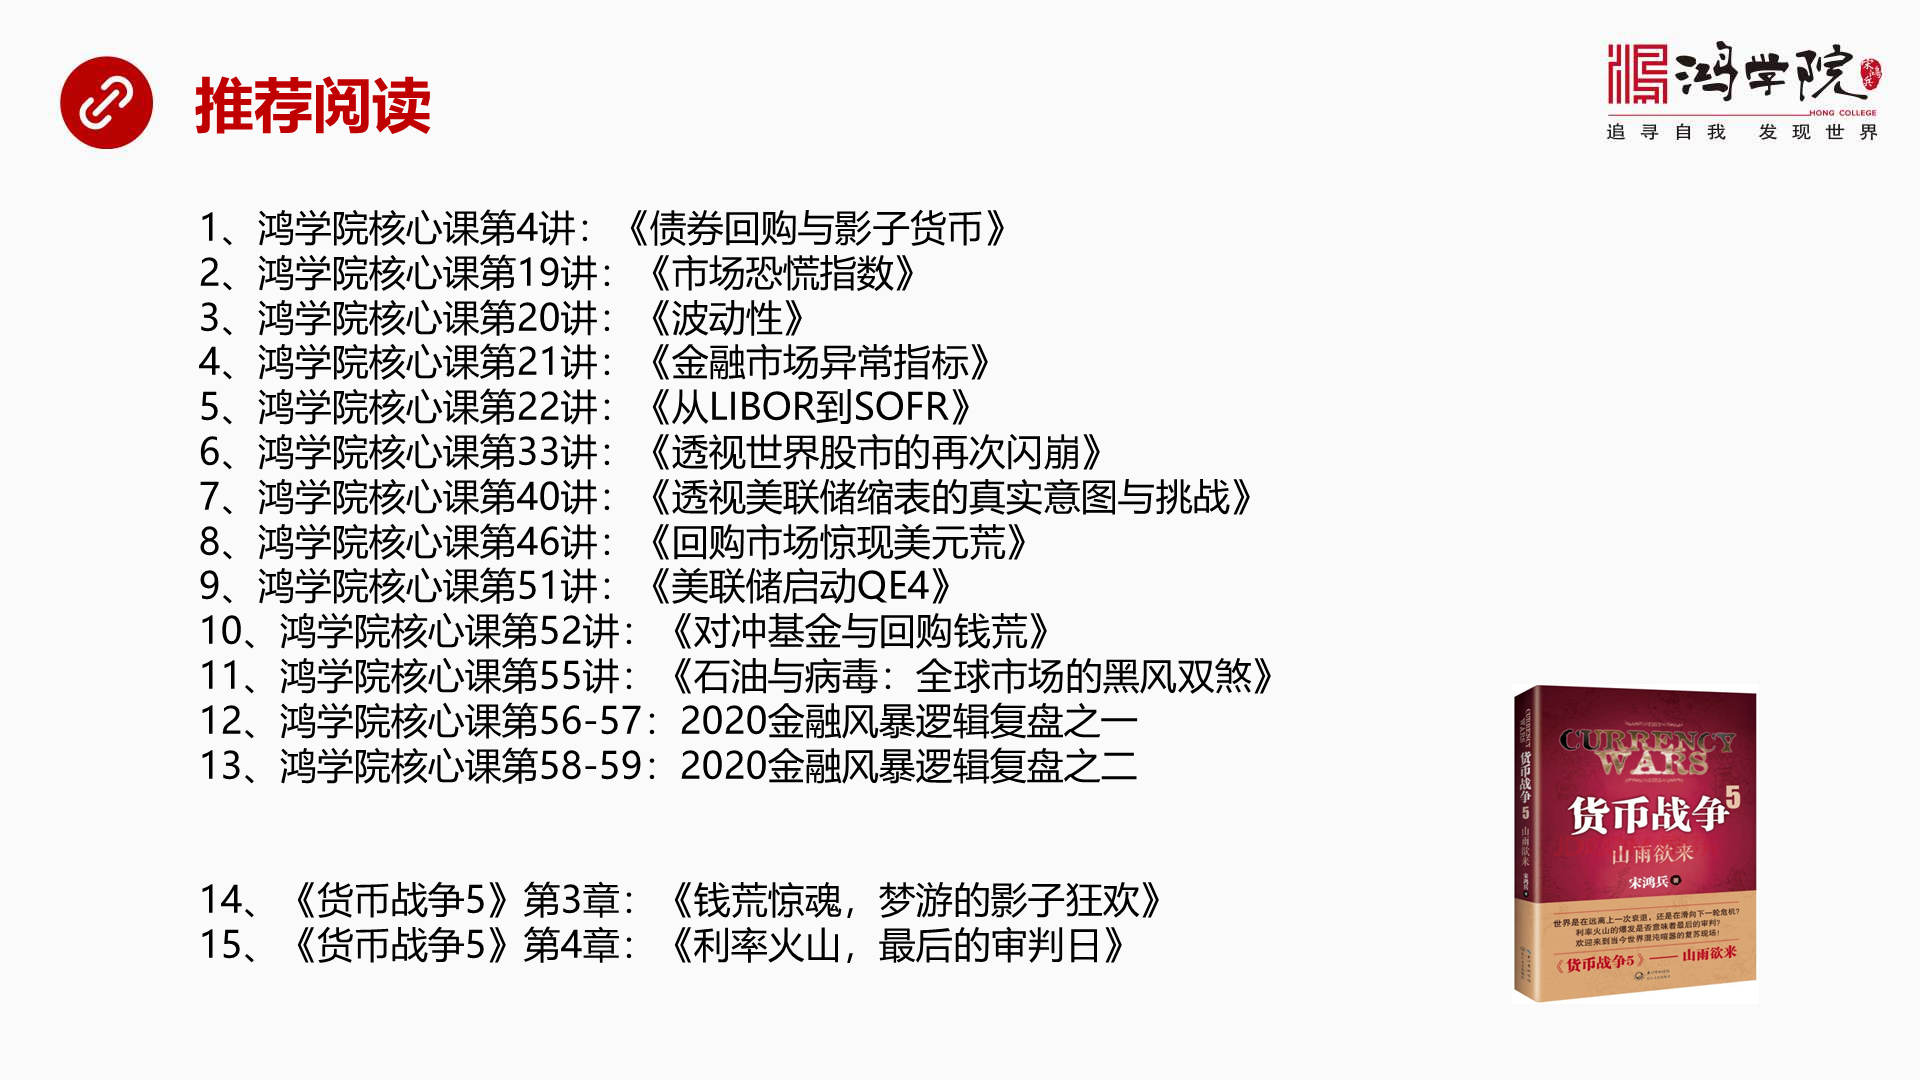 推荐阅读
鸿学院
宋鸿兵
HONG COLLEGE
追寻自我 发现世界
1、鸿学院核心课第4讲：《债券回购与影子货币》
2、鸿学院核心课第19讲：《市场恐慌指数》
3、鸿学院核心课第20讲：《波动性》
4、鸿学院核心课第21讲：《金融市场异常指标》
5、鸿学院核心课第22讲：《从LIBOR到SOFR》
6、鸿学院核心课第33讲：《透视世界股市的再次闪崩》
7、鸿学院核心课第40讲：《透视美联储缩表的真实意图与挑战》
8、鸿学院核心课第46讲：《回购市场惊现美元荒》
9、鸿学院核心课第51讲：《美联储启动QE4》
10、鸿学院核心课第52讲：《对冲基金与回购钱荒》
11、鸿学院核心课第55讲：《石油与病毒：全球市场的黑风双煞》
12、鸿学院核心课第56-57：2020金融风暴逻辑复盘之一
13、鸿学院核心课第58-59：2020金融风暴逻辑复盘之二
14、《货币战争5》第3章：《钱荒惊魂，梦游的影子狂欢》
15、《货币战争5》第4章：《利率火山，最后的审判日》
CURRENCY WARS 货币战争5 山雨欲来 宋鸿兵
CURRENCY
WARS
货币战争5
山雨欲来
宋鸿兵 著
世界是在远离上一次衰退，还是在滑向下一轮危机？
利率火山的爆发是否意味着最后的审判？
欢迎来到当今世界混沌喧嚣的复苏现场！
《货币战争5》—— 山雨欲来